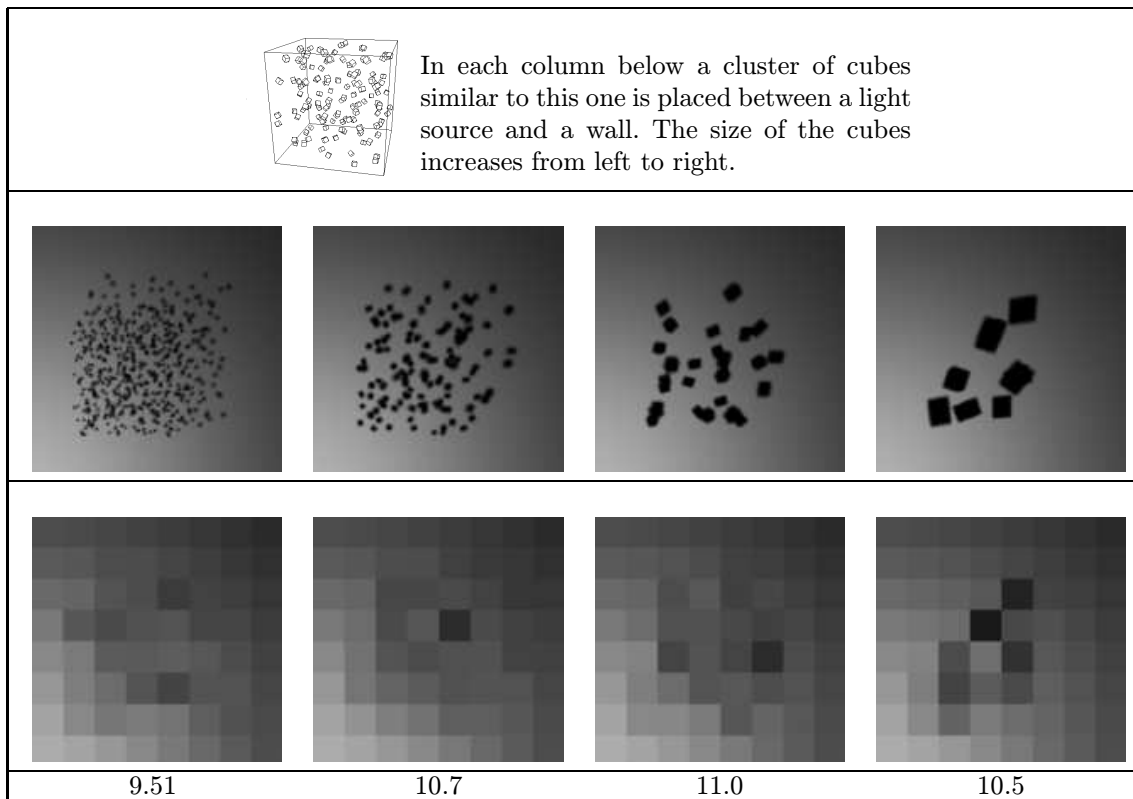 In each column below a cluster of cubes
similar to this one is placed between a light
source and a wall. The size of the cubes
increases from left to right.
9.51 10.7 11.0 10.5